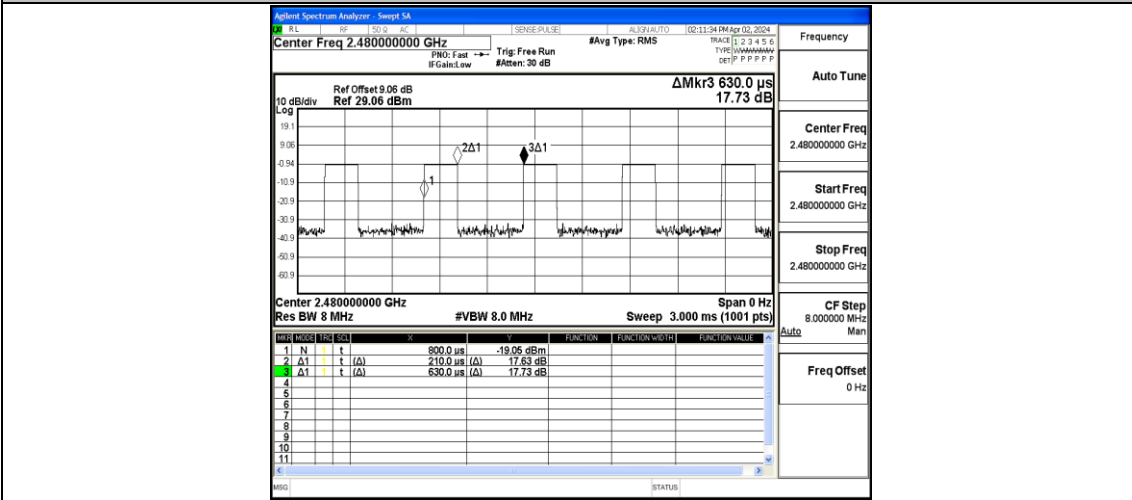 Agilent Spectrum Analyzer - Swept SA
RL RF 50 Ω AC SENSE:PULSE ALIGN AUTO 02:11:34 PM Apr 02, 2024
Center Freq 2.480000000 GHz #Avg Type: RMS TRACE 1 2 3 4 5 6
PNO: Fast Trig: Free Run TYPE WWWWWW
IFGain:Low #Atten: 30 dB DET P P P P P P
Frequency
ΔMkr3 630.0 µs
Ref Offset 9.06 dB
10 dB/div Ref 29.06 dBm 17.73 dB
Log
19.1
9.06
-0.94
-10.9
-20.9
-30.9
-40.9
-50.9
-60.9
2Δ1 3Δ1
1
Center 2.480000000 GHz Span 0 Hz
Res BW 8 MHz #VBW 8.0 MHz Sweep 3.000 ms (1001 pts)
MKR MODE TRC SCL X Y FUNCTION FUNCTION WIDTH FUNCTION VALUE
1 N 1 t 800.0 µs -19.05 dBm
2 Δ1 1 t (Δ) 210.0 µs (Δ) 17.63 dB
3 Δ1 1 t (Δ) 630.0 µs (Δ) 17.73 dB
4
5
6
7
8
9
10
11
MSG STATUS
Auto Tune
Center Freq
2.480000000 GHz
Start Freq
2.480000000 GHz
Stop Freq
2.480000000 GHz
CF Step
8.000000 MHz
Auto Man
Freq Offset
0 Hz